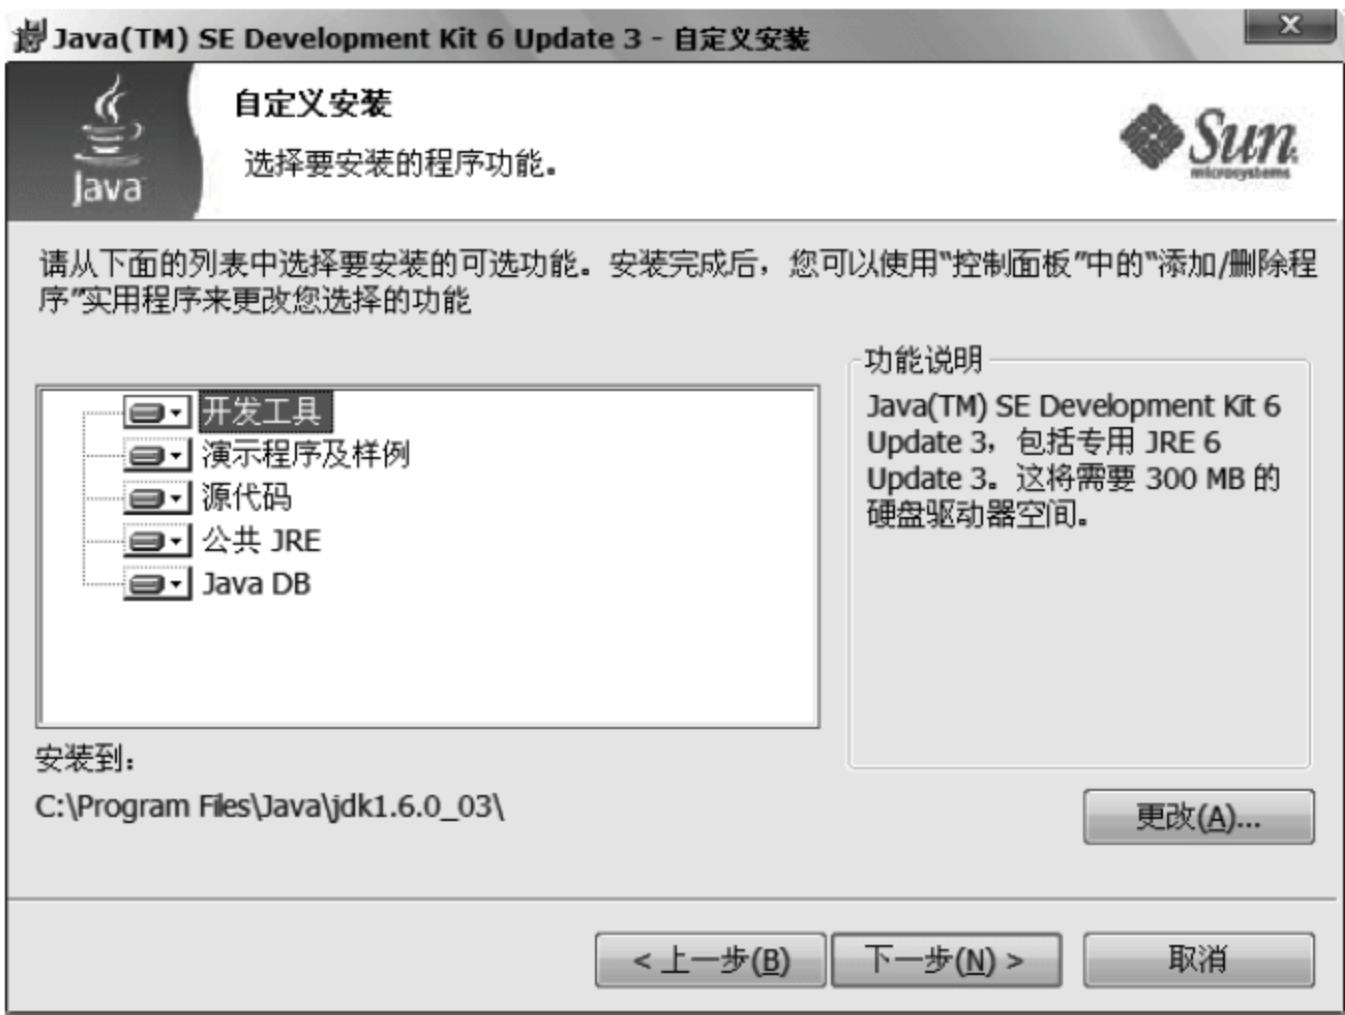 Java(TM) SE Development Kit 6 Update 3 - 自定义安装
Java
自定义安装
选择要安装的程序功能。
Sun
microsystems
请从下面的列表中选择要安装的可选功能。安装完成后，您可以使用“控制面板”中的“添加/删除程
序”实用程序来更改您选择的功能
开发工具
演示程序及样例
源代码
公共 JRE
Java DB
功能说明
Java(TM) SE Development Kit 6
Update 3，包括专用 JRE 6
Update 3。这将需要 300 MB 的
硬盘驱动器空间。
安装到：
C:\Program Files\Java\jdk1.6.0_03\
更改(A)...
< 上一步(B)
下一步(N) >
取消